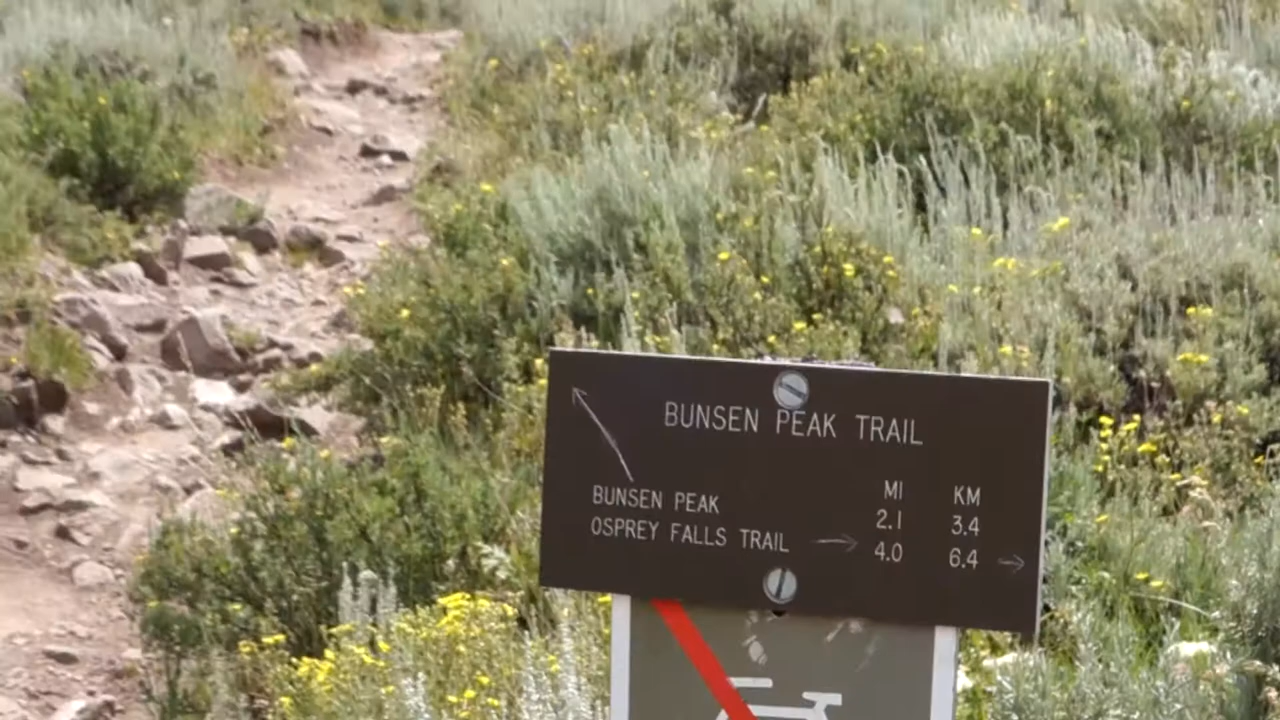 BUNSEN PEAK TRAIL
MI KM
BUNSEN PEAK 2.1 3.4
OSPREY FALLS TRAIL 4.0 6.4